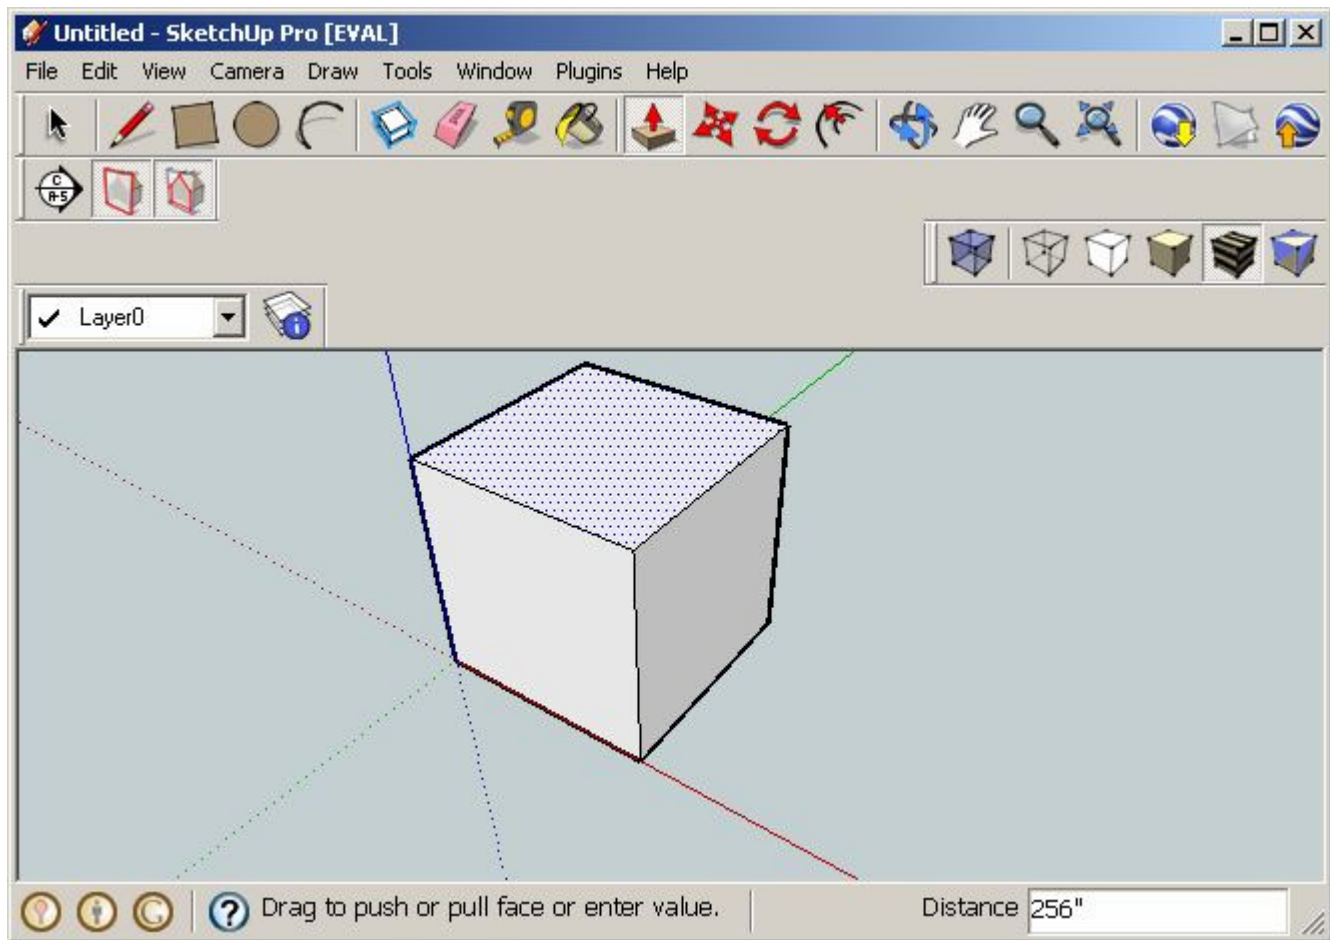 Untitled - SketchUp Pro [EVAL]
File Edit View Camera Draw Tools Window Plugins Help
C
A-5
Layer0
Drag to push or pull face or enter value. Distance 256"